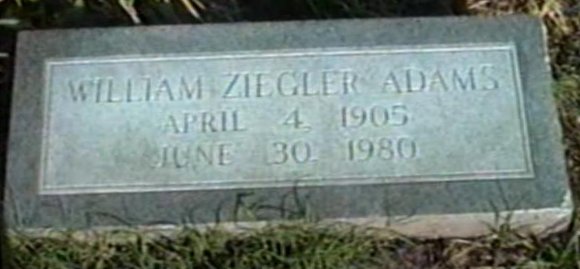 WILLIAM ZIEGLER ADAMS
APRIL 4, 1905
JUNE 30, 1980